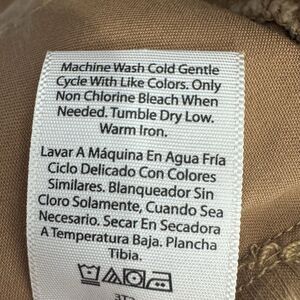 Machine Wash Cold Gentle
Cycle With Like Colors. Only
Non Chlorine Bleach When
Needed. Tumble Dry Low.
Warm Iron.
Lavar A Máquina En Agua Fría
Ciclo Delicado Con Colores
Similares. Blanqueador Sin
Cloro Solamente, Cuando Sea
Necesario. Secar En Secadora
A Temperatura Baja. Plancha
Tibia.